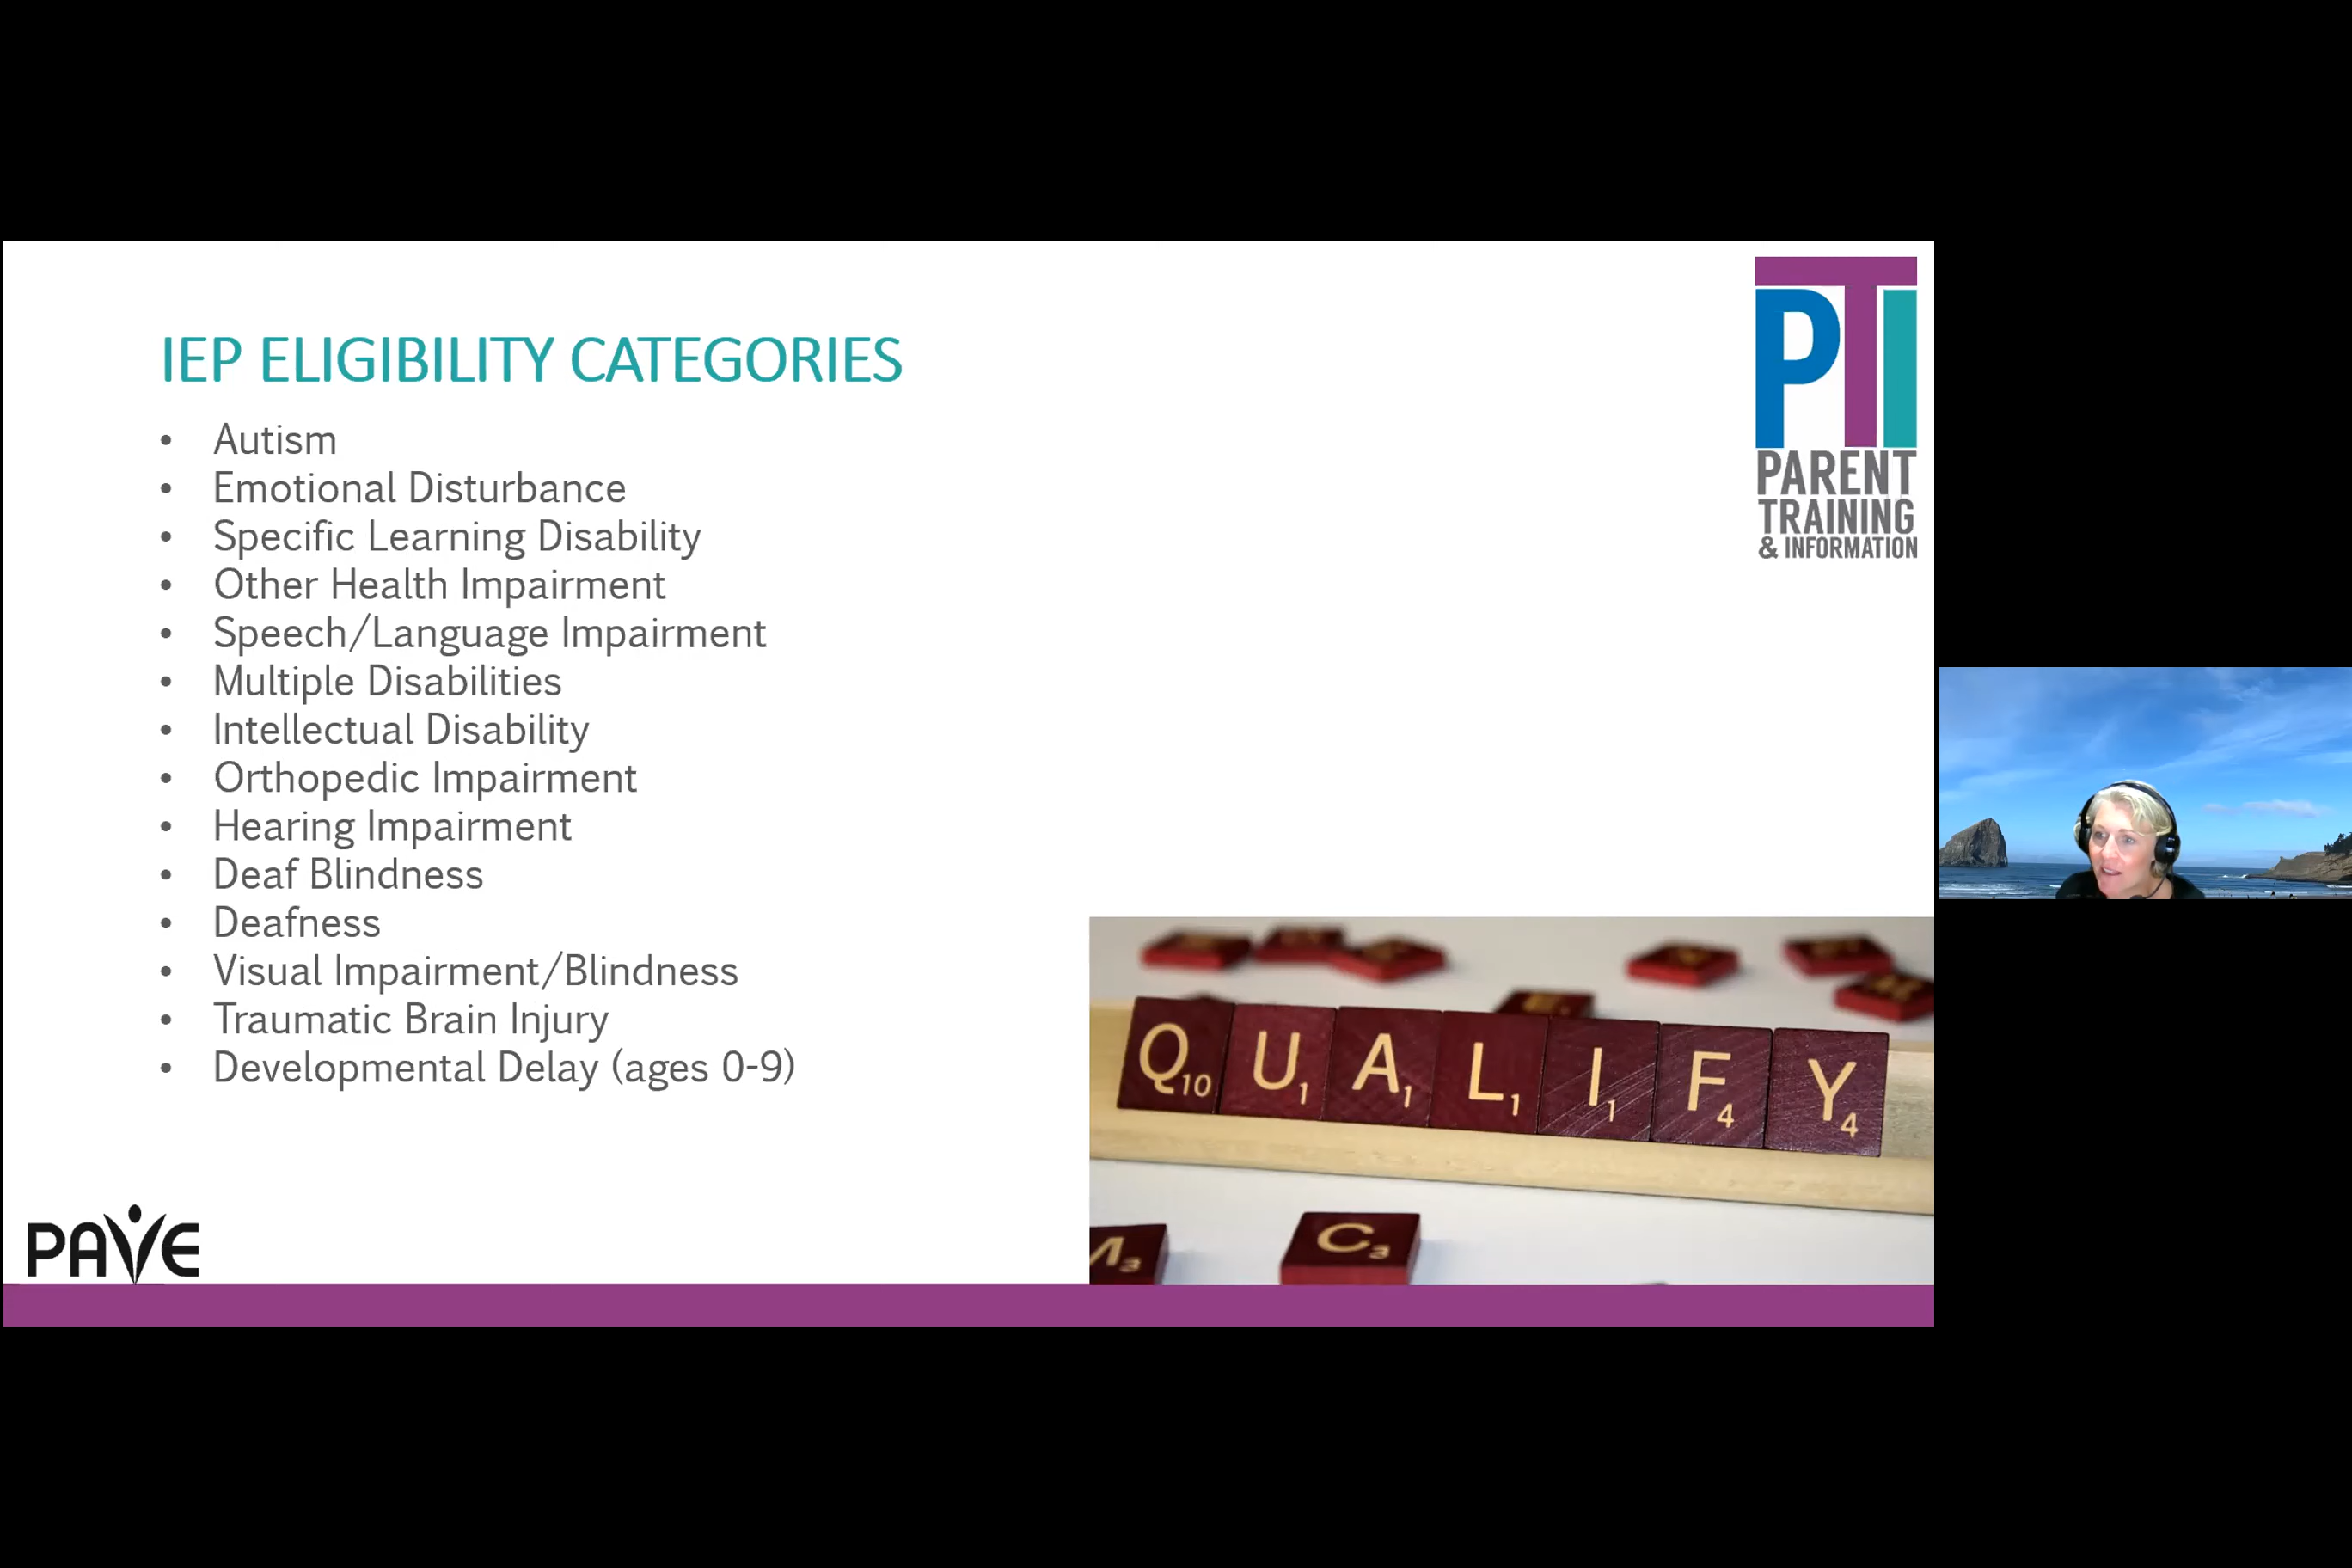 IEP ELIGIBILITY CATEGORIES
• Autism
• Emotional Disturbance
• Specific Learning Disability
• Other Health Impairment
• Speech/Language Impairment
• Multiple Disabilities
• Intellectual Disability
• Orthopedic Impairment
• Hearing Impairment
• Deaf Blindness
• Deafness
• Visual Impairment/Blindness
• Traumatic Brain Injury
• Developmental Delay (ages 0-9)
PTI
PARENT
TRAINING
& INFORMATION
Q10 U1 A1 L1 I1 F4 Y4
M3 C3
PAVE